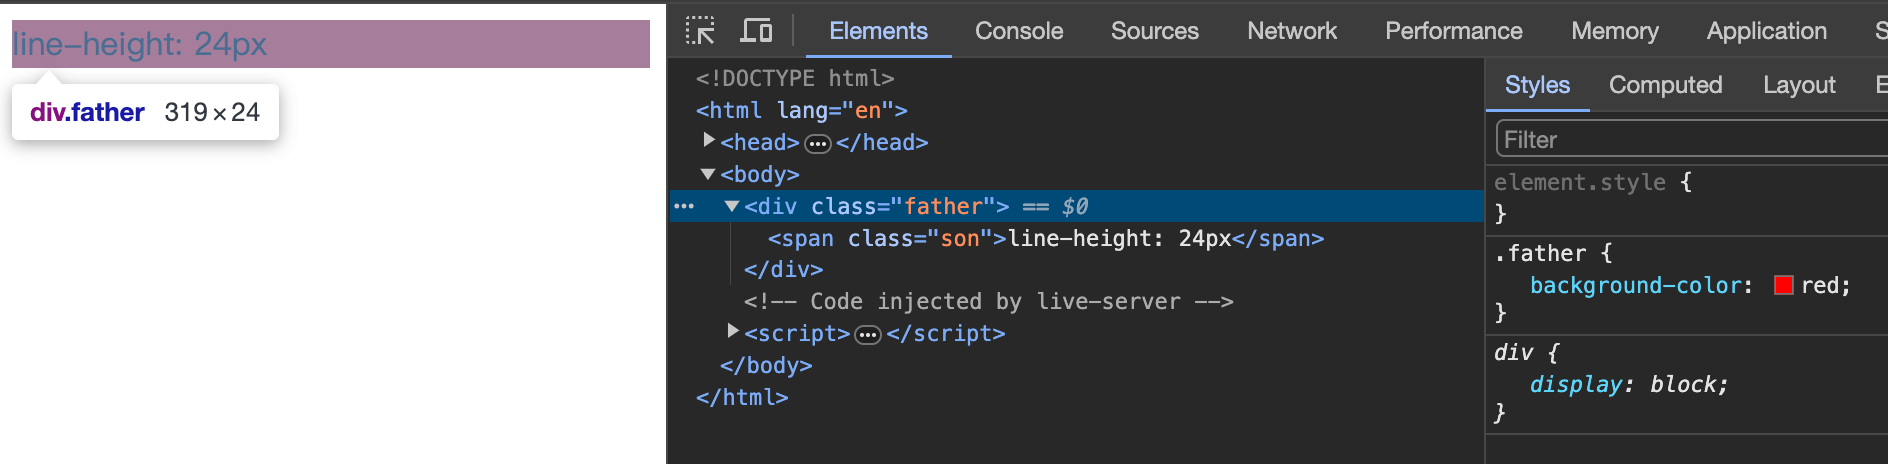 line-height: 24px
div.father 319×24
Elements Console Sources Network Performance Memory Application S
<!DOCTYPE html>
<html lang="en">
▶<head>…</head>
▼<body>
… ▼<div class="father"> == $0
<span class="son">line-height: 24px</span>
</div>
<!-- Code injected by live-server -->
▶<script>…</script>
</body>
</html>
Styles Computed Layout E
Filter
element.style {
}
.father {
background-color: red;
}
div {
display: block;
}